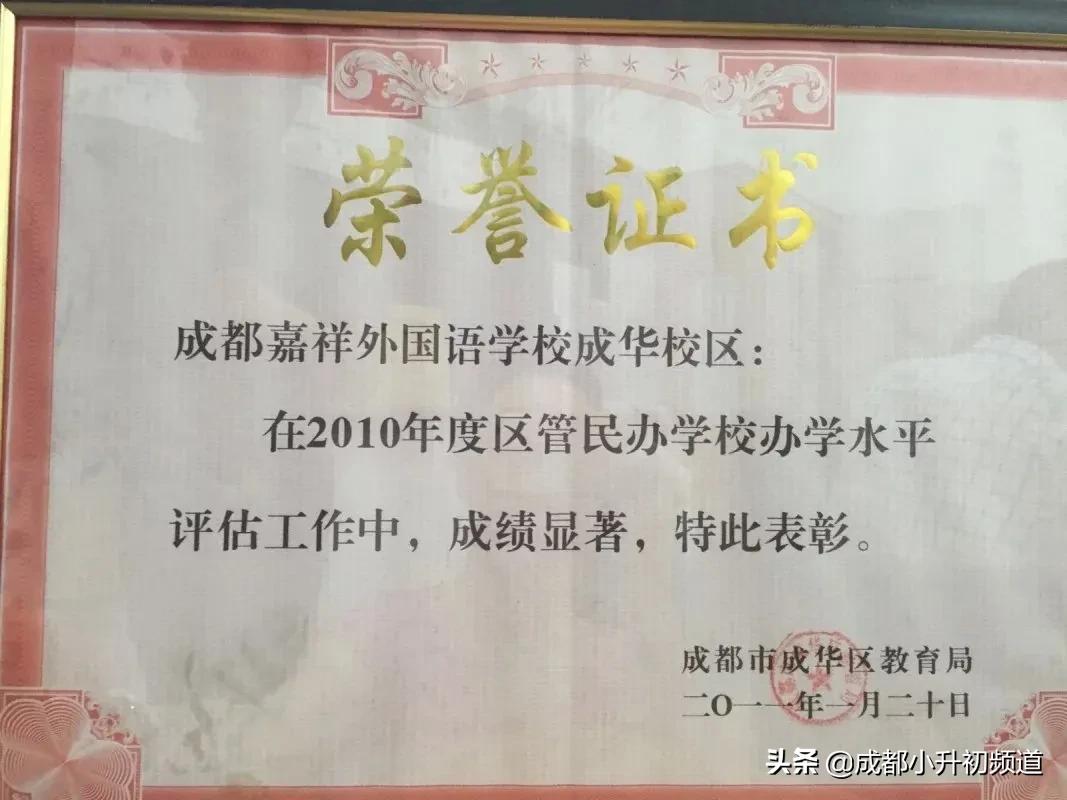 荣誉证书
成都嘉祥外国语学校成华校区：
在2010年度区管民办学校办学水平
评估工作中，成绩显著，特此表彰。
成都市成华区教育局
二〇一一年一月二十日
头条 @成都小升初频道